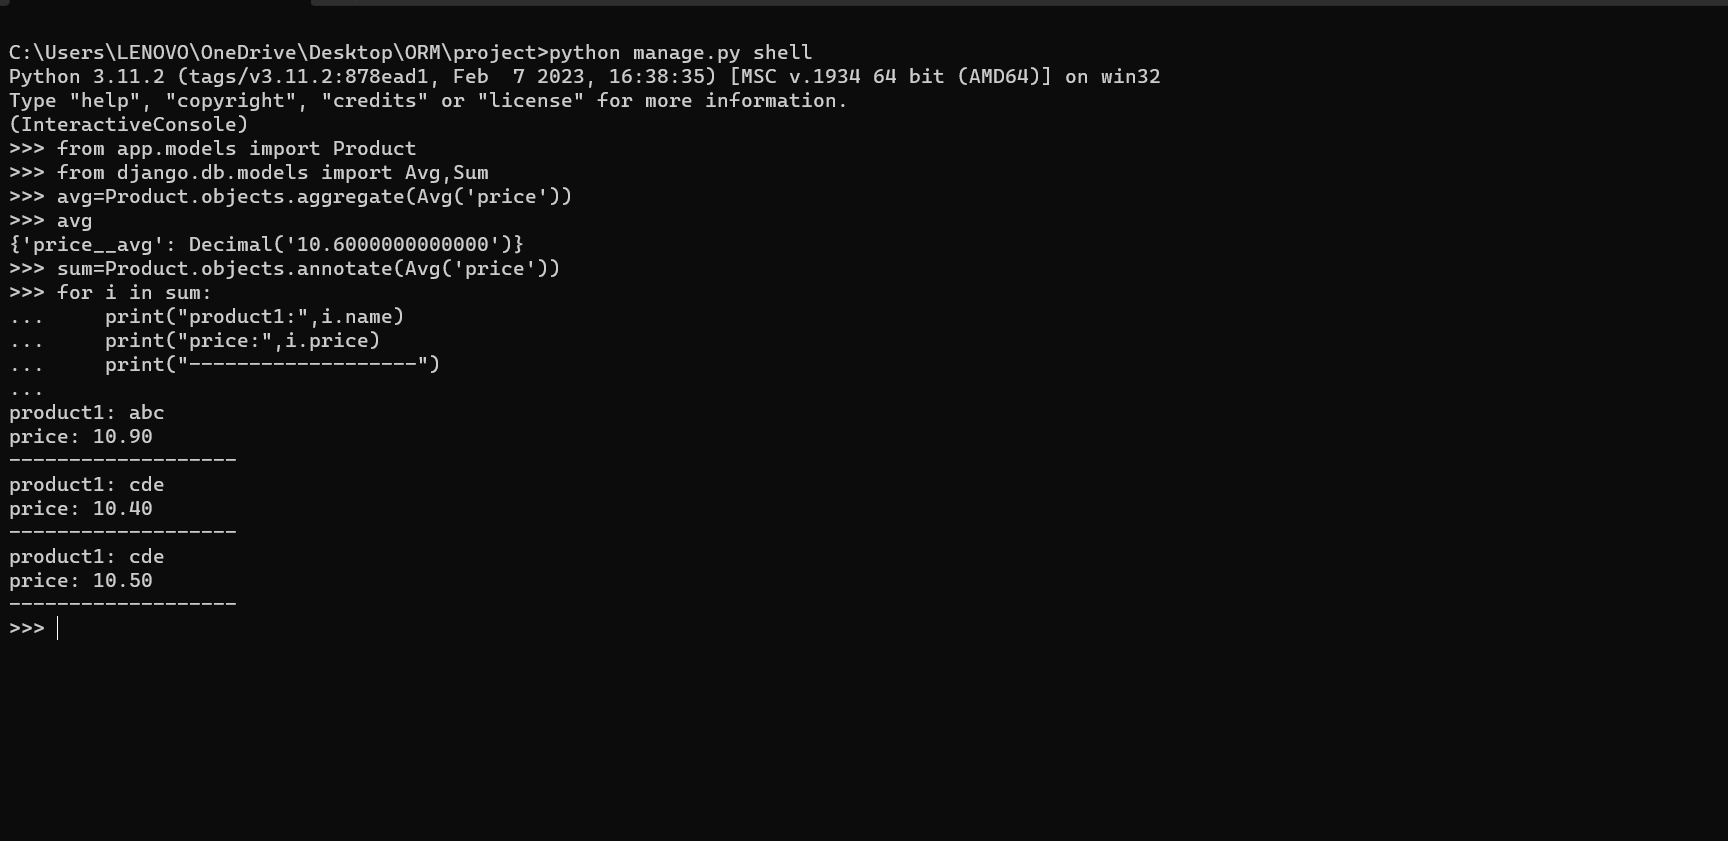 C:\Users\LENOVO\OneDrive\Desktop\ORM\project>python manage.py shell
Python 3.11.2 (tags/v3.11.2:878ead1, Feb  7 2023, 16:38:35) [MSC v.1934 64 bit (AMD64)] on win32
Type "help", "copyright", "credits" or "license" for more information.
(InteractiveConsole)
>>> from app.models import Product
>>> from django.db.models import Avg,Sum
>>> avg=Product.objects.aggregate(Avg('price'))
>>> avg
{'price__avg': Decimal('10.6000000000000')}
>>> sum=Product.objects.annotate(Avg('price'))
>>> for i in sum:
...     print("product1:",i.name)
...     print("price:",i.price)
...     print("-------------------")
...
product1: abc
price: 10.90
-------------------
product1: cde
price: 10.40
-------------------
product1: cde
price: 10.50
-------------------
>>>